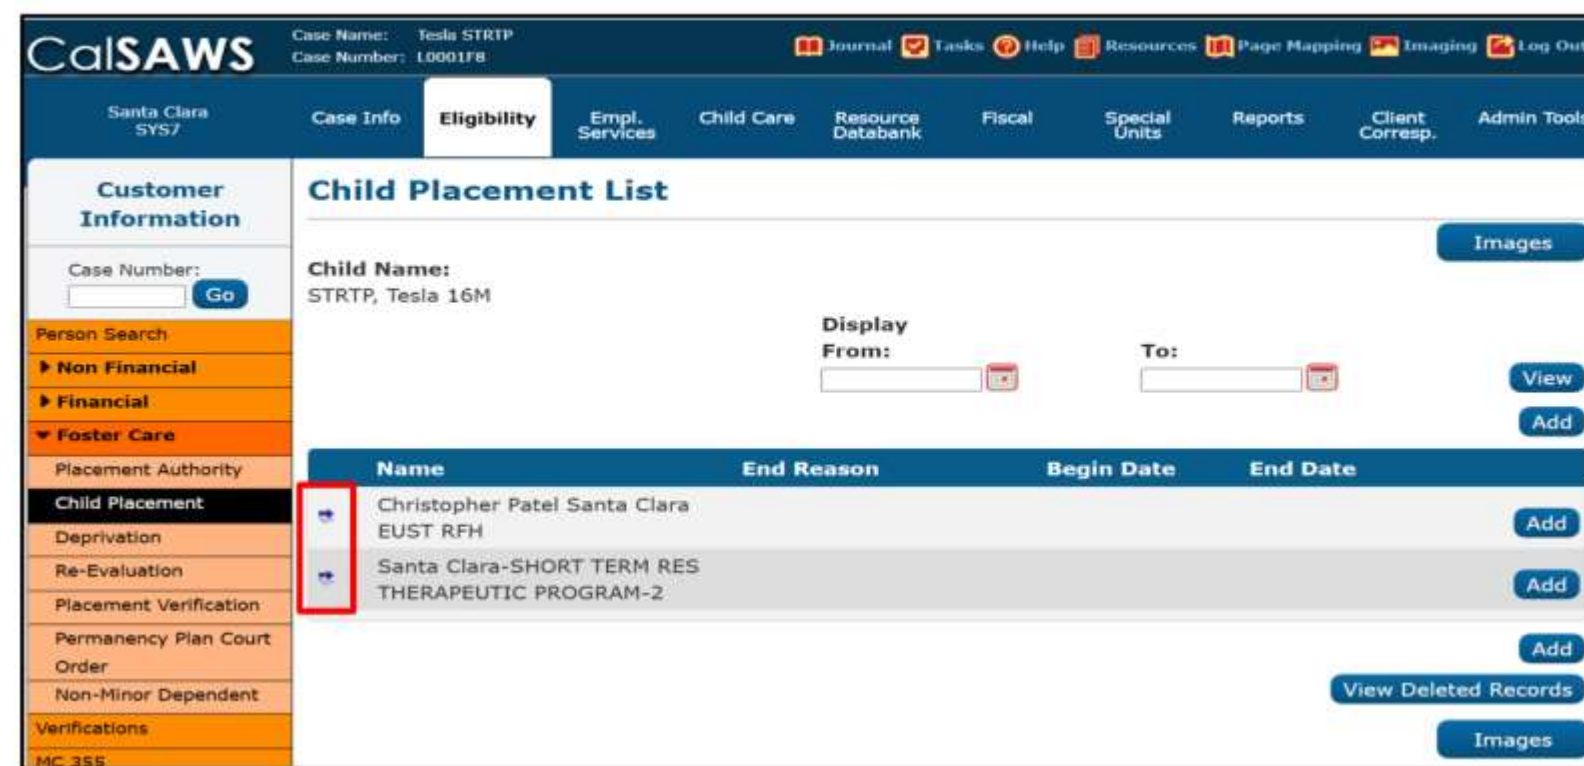 CalSAWS
Case Name: Tesla STRTP
Case Number: L0001F8
Journal Tasks Help Resources Page Mapping Imaging Log Out
Santa Clara
SYS7
Case Info
Eligibility
Empl.
Services
Child Care
Resource
Databank
Fiscal
Special
Units
Reports
Client
Corresp.
Admin Tools
Customer
Information
Case Number:
Go
Person Search
Non Financial
Financial
Foster Care
Placement Authority
Child Placement
Deprivation
Re-Evaluation
Placement Verification
Permanency Plan Court
Order
Non-Minor Dependent
Verifications
MC 355
Child Placement List
Images
Child Name:
STRTP, Tesla 16M
Display
From: To:
View
Add
Name End Reason Begin Date End Date
Christopher Patel Santa Clara
EUST RFH
Add
Santa Clara-SHORT TERM RES
THERAPEUTIC PROGRAM-2
Add
Add
View Deleted Records
Images